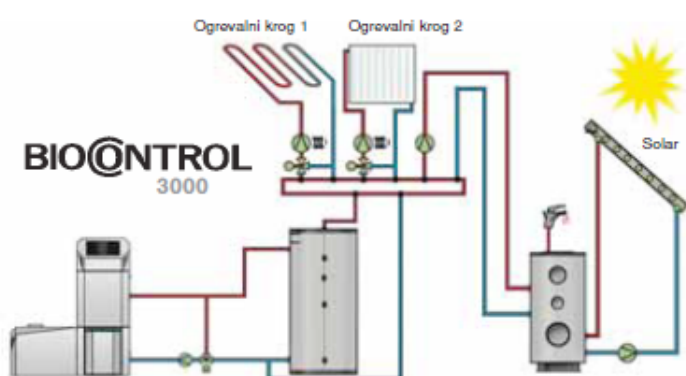 Ogrevalni krog 1
Ogrevalni krog 2
Solar
BIOCONTROL
3000